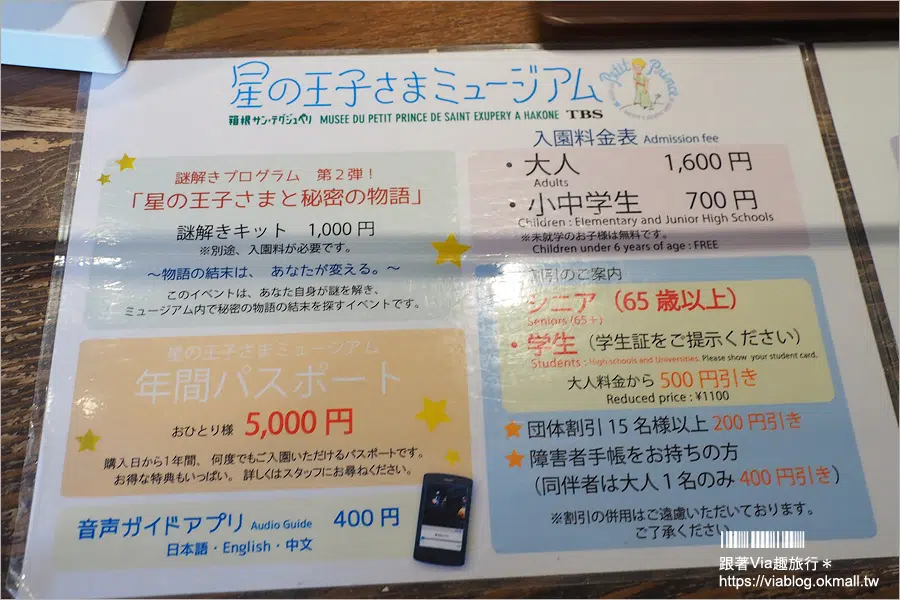 星の王子さまミュージアム
Petit Prince
箱根サン＝テグジュペリ MUSEE DU PETIT PRINCE DE SAINT EXUPERY A HAKONE TBS
謎解きプログラム 第2弾！
「星の王子さまと秘密の物語」
謎解きキット 1,000円
※別途、入園料が必要です。
～物語の結末は、あなたが変える。～
このイベントは、あなた自身が謎を解き、
ミュージアム内で秘密の物語の結末を探すイベントです。
星の王子さまミュージアム
年間パスポート
おひとり様 5,000円
購入日から1年間、何度でもご入園いただけるパスポートです。
お得な特典もいっぱい。詳しくはスタッフにお尋ねください。
音声ガイドアプリ Audio Guide 400円
日本語・English・中文
入園料金表 Admission fee
・大人 1,600円
Adults
・小中学生 700円
Children : Elementary and Junior High Schools
※未就学のお子様は無料です。
Children under 6 years of age : FREE
割引のご案内
・シニア（65歳以上）
Seniors (65+)
・学生（学生証をご提示ください）
Students : High schools and Universities. Please show your student card.
大人料金から500円引き
Reduced price : ¥1100
団体割引 15名様以上 200円引き
障害者手帳をお持ちの方
（同伴者は大人1名のみ 400円引き）
※割引の併用はご遠慮いただいております。
ご了承ください。
跟著Via趣旅行＊
https://viablog.okmall.tw